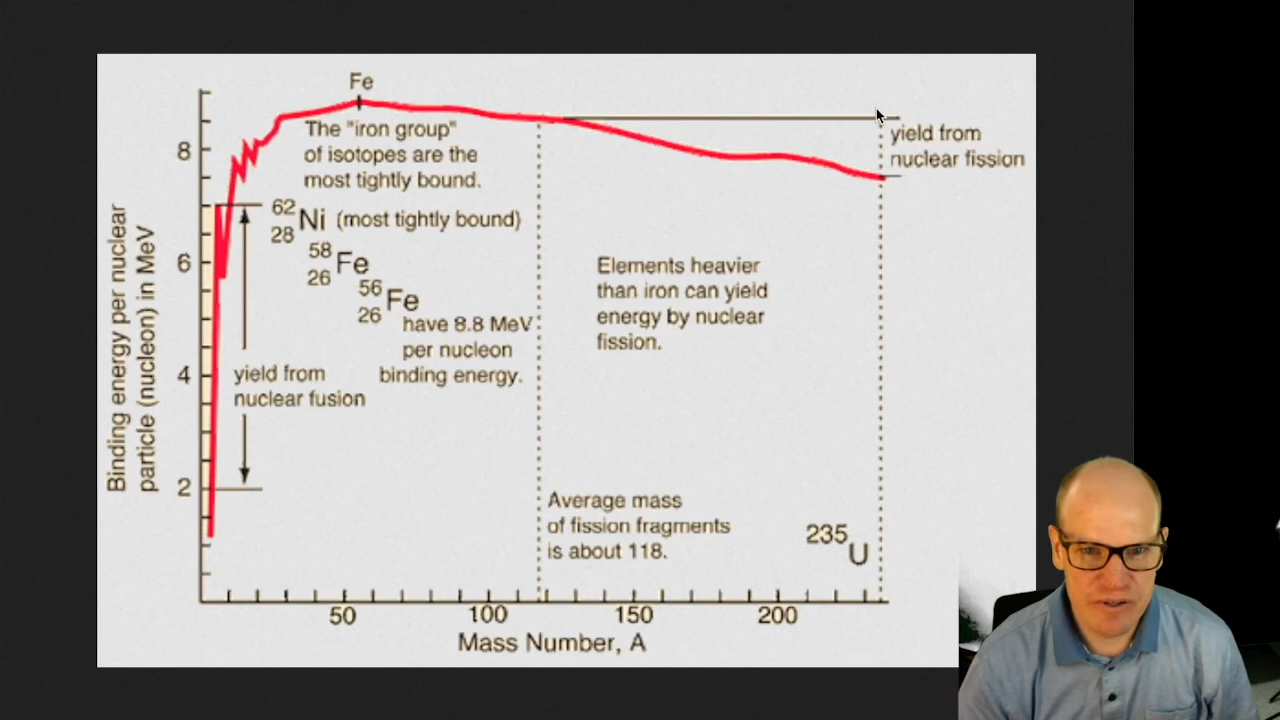 Fe
The "iron group"
of isotopes are the
most tightly bound.
62
28
Ni (most tightly bound)
58
26
Fe
56
26
Fe
have 8.8 MeV
per nucleon
binding energy.
yield from
nuclear fusion
yield from
nuclear fission
Elements heavier
than iron can yield
energy by nuclear
fission.
Average mass
of fission fragments
is about 118.
235
U
Binding energy per nuclear
particle (nucleon) in MeV
8
6
4
2
50
100
150
200
Mass Number, A